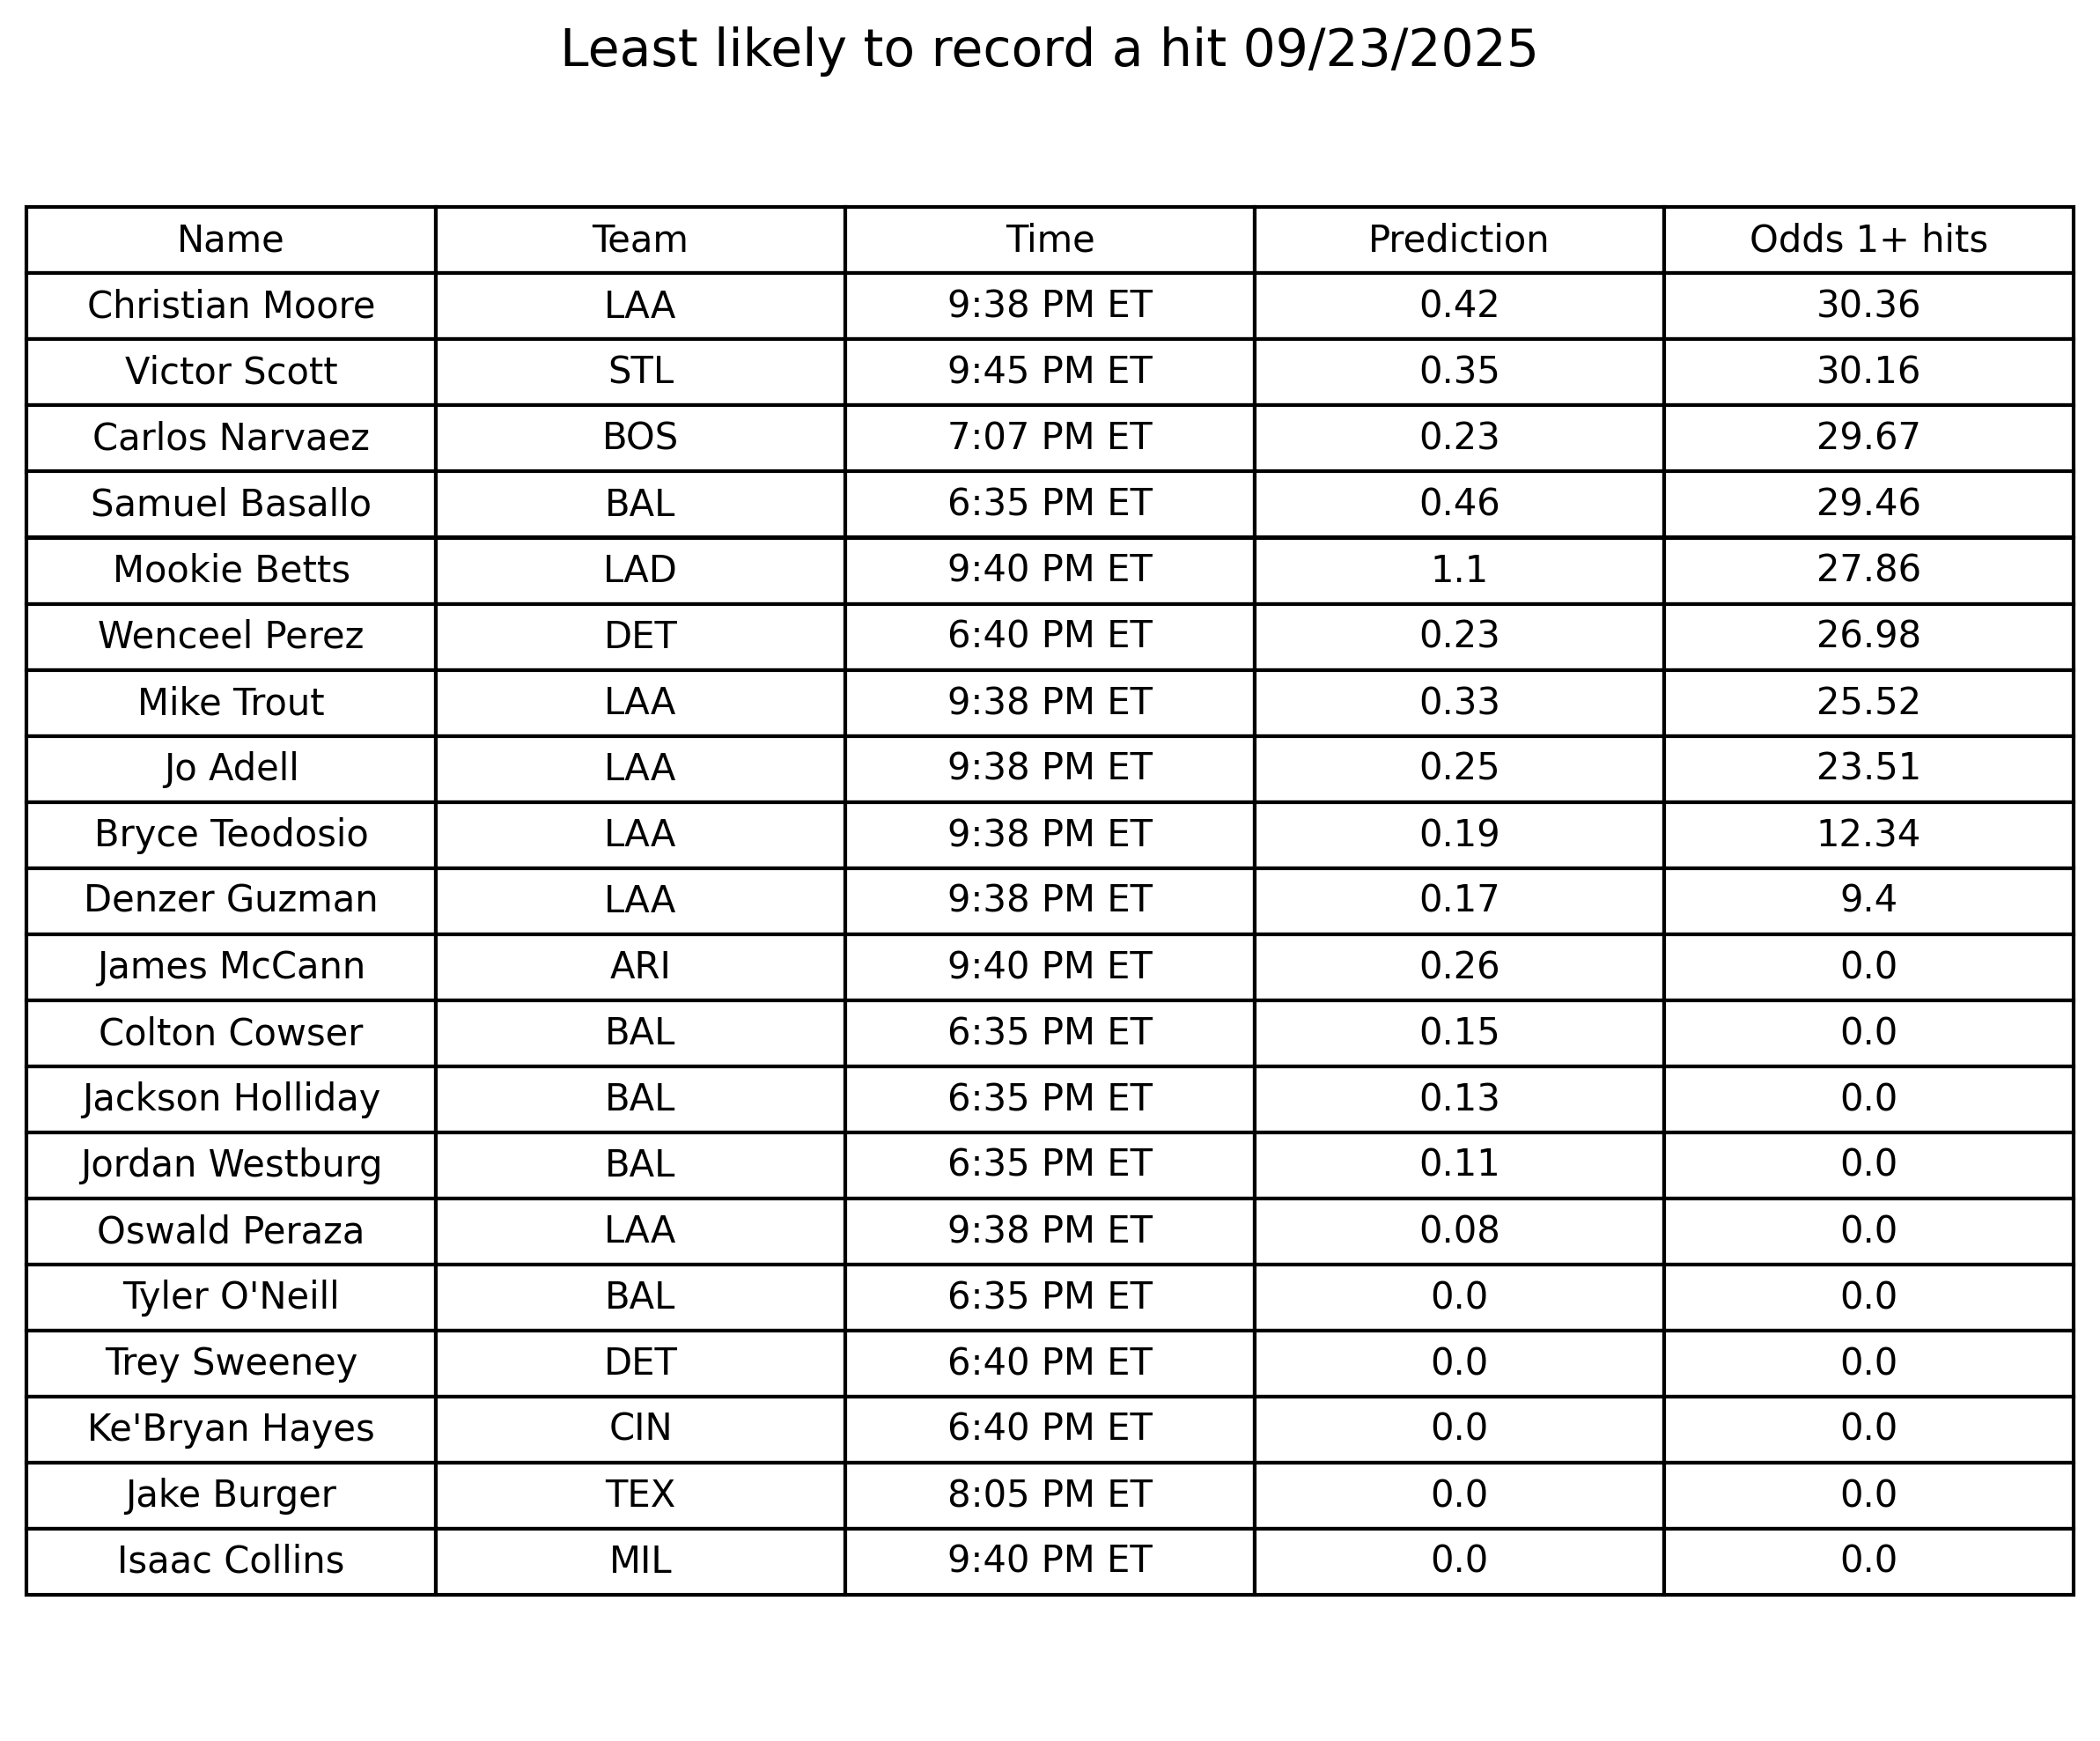 Least likely to record a hit 09/23/2025
Name Team Time Prediction Odds 1+ hits
Christian Moore LAA 9:38 PM ET 0.42 30.36
Victor Scott STL 9:45 PM ET 0.35 30.16
Carlos Narvaez BOS 7:07 PM ET 0.23 29.67
Samuel Basallo BAL 6:35 PM ET 0.46 29.46
Mookie Betts LAD 9:40 PM ET 1.1 27.86
Wenceel Perez DET 6:40 PM ET 0.23 26.98
Mike Trout LAA 9:38 PM ET 0.33 25.52
Jo Adell LAA 9:38 PM ET 0.25 23.51
Bryce Teodosio LAA 9:38 PM ET 0.19 12.34
Denzer Guzman LAA 9:38 PM ET 0.17 9.4
James McCann ARI 9:40 PM ET 0.26 0.0
Colton Cowser BAL 6:35 PM ET 0.15 0.0
Jackson Holliday BAL 6:35 PM ET 0.13 0.0
Jordan Westburg BAL 6:35 PM ET 0.11 0.0
Oswald Peraza LAA 9:38 PM ET 0.08 0.0
Tyler O'Neill BAL 6:35 PM ET 0.0 0.0
Trey Sweeney DET 6:40 PM ET 0.0 0.0
Ke'Bryan Hayes CIN 6:40 PM ET 0.0 0.0
Jake Burger TEX 8:05 PM ET 0.0 0.0
Isaac Collins MIL 9:40 PM ET 0.0 0.0